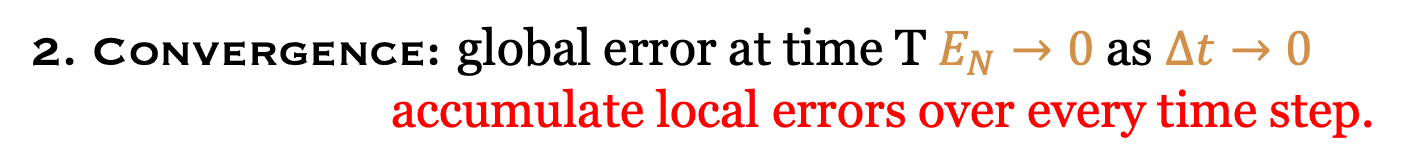 2. CONVERGENCE: global error at time T E_N → 0 as Δt → 0
accumulate local errors over every time step.